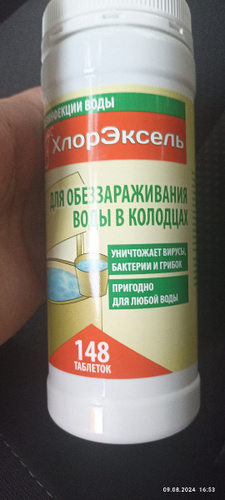 ДЕЗИНФЕКЦИИ ВОДЫ
ХлорЭксель
ДЛЯ ОБЕЗЗАРАЖИВАНИЯ
ВОДЫ В КОЛОДЦАХ
УНИЧТОЖАЕТ ВИРУСЫ,
БАКТЕРИИ И ГРИБОК
ПРИГОДНО
ДЛЯ ЛЮБОЙ ВОДЫ
148
ТАБЛЕТОК
09.08.2024 16:53